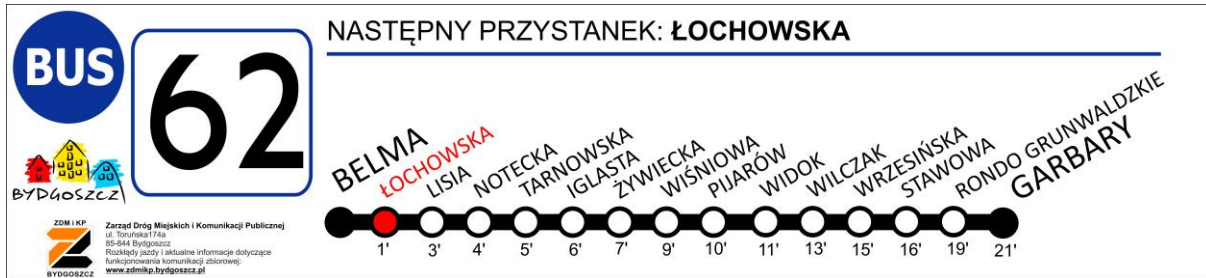 BUS
62
NASTĘPNY PRZYSTANEK: ŁOCHOWSKA
BYDGOSZCZ
ZDM i KP
BYDGOSZCZ
Zarząd Dróg Miejskich i Komunikacji Publicznej
ul. Toruńska174a
85-844 Bydgoszcz
Rozkłady jazdy i aktualne informacje dotyczące
funkcjonowania komunikacji zbiorowej:
www.zdmikp.bydgoszcz.pl
BELMA
ŁOCHOWSKA
LISIA
NOTECKA
TARNOWSKA
IGLASTA
ŻYWIECKA
WIŚNIOWA
PIJARÓW
WIDOK
WILCZAK
WRZESIŃSKA
STAWOWA
RONDO GRUNWALDZKIE
GARBARY
1' 3' 4' 5' 6' 7' 9' 10' 11' 13' 15' 16' 19' 21'